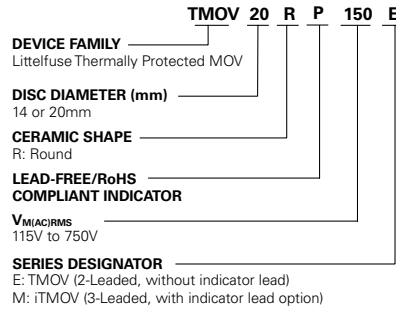 TMOV 20 R P 150 E
DEVICE FAMILY
Littelfuse Thermally Protected MOV
DISC DIAMETER (mm)
14 or 20mm
CERAMIC SHAPE
R: Round
LEAD-FREE/RoHS
COMPLIANT INDICATOR
VM(AC)RMS
115V to 750V
SERIES DESIGNATOR
E: TMOV (2-Leaded, without indicator lead)
M: iTMOV (3-Leaded, with indicator lead option)